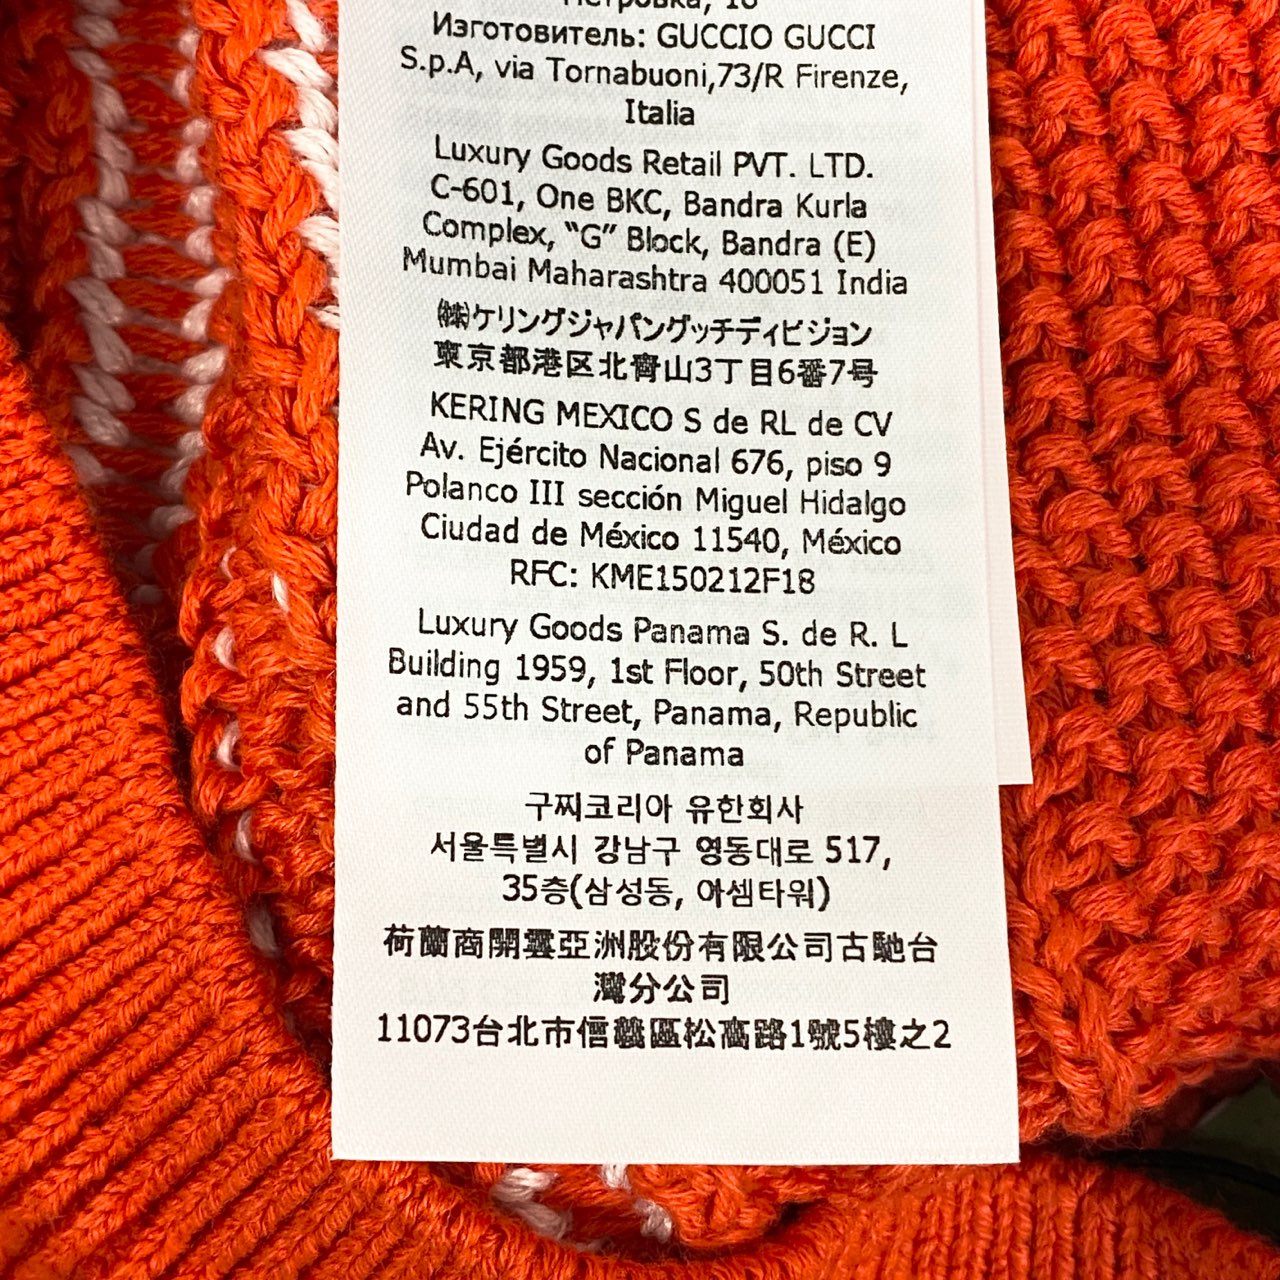 Петровка, 16
Изготовитель: GUCCIO GUCCI
S.p.A, via Tornabuoni,73/R Firenze,
Italia
Luxury Goods Retail PVT. LTD.
C-601, One BKC, Bandra Kurla
Complex, “G” Block, Bandra (E)
Mumbai Maharashtra 400051 India
㈱ケリングジャパングッチディビジョン
東京都港区北青山3丁目6番7号
KERING MEXICO S de RL de CV
Av. Ejército Nacional 676, piso 9
Polanco III sección Miguel Hidalgo
Ciudad de México 11540, México
RFC: KME150212F18
Luxury Goods Panama S. de R. L
Building 1959, 1st Floor, 50th Street
and 55th Street, Panama, Republic
of Panama
구찌코리아 유한회사
서울특별시 강남구 영동대로 517,
35층(삼성동, 아셈타워)
荷蘭商開雲亞洲股份有限公司古馳台
灣分公司
11073台北市信義區松高路1號5樓之2